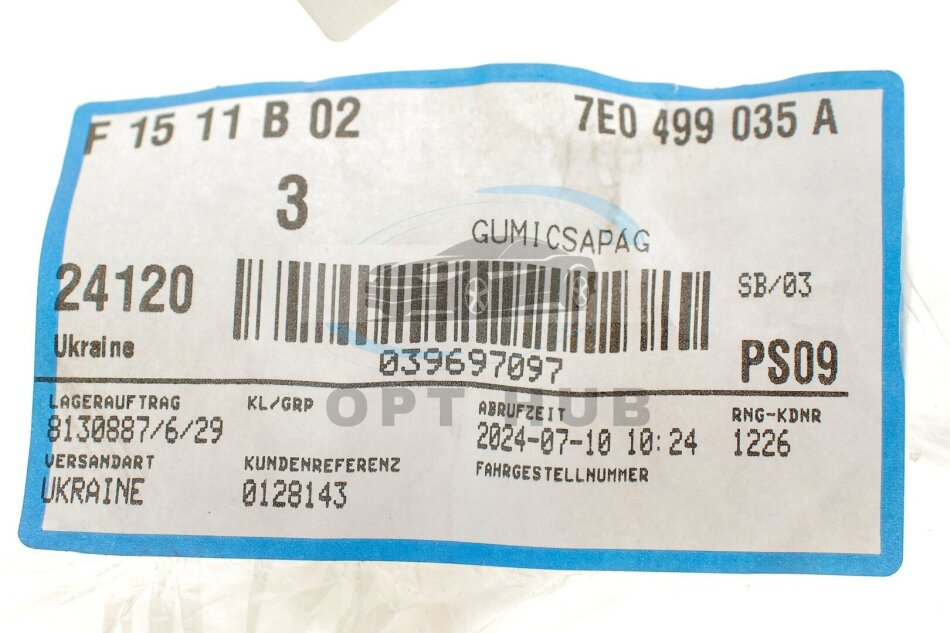 F 15 11 B 02 7E0 499 035 A
3
GUMICSAPÁG
24120 SB/03
Ukraine 039697097 PS09
OPT HUB
LAGERAUFTRAG KL/GRP ABRUFZEIT RNG-KDNR
8130887/6/29 2024-07-10 10:24 1226
VERSANDART KUNDENREFERENZ FAHRGESTELLNUMMER
UKRAINE 0128143